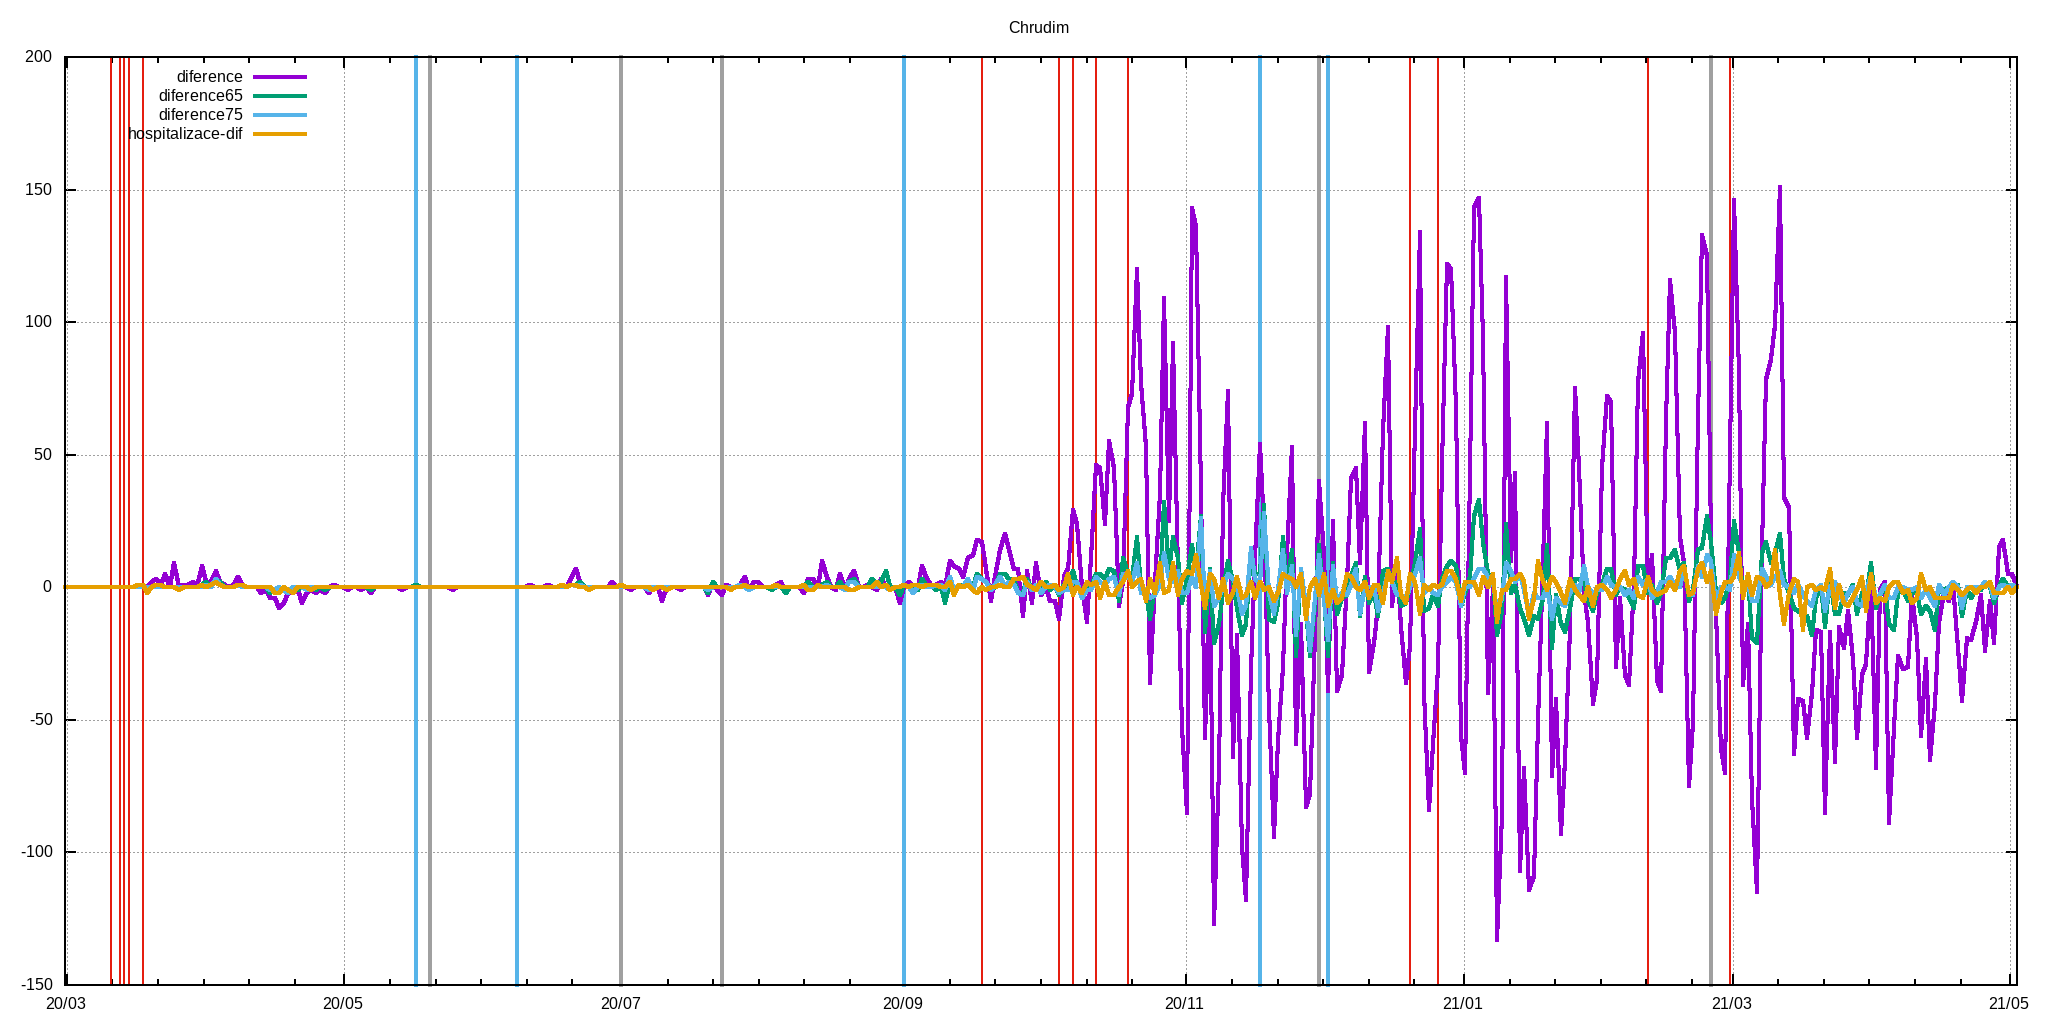 Chrudim
200
150
100
50
0
-50
-100
-150
diference
diference65
diference75
hospitalizace-dif
20/03 20/05 20/07 20/09 20/11 21/01 21/03 21/05